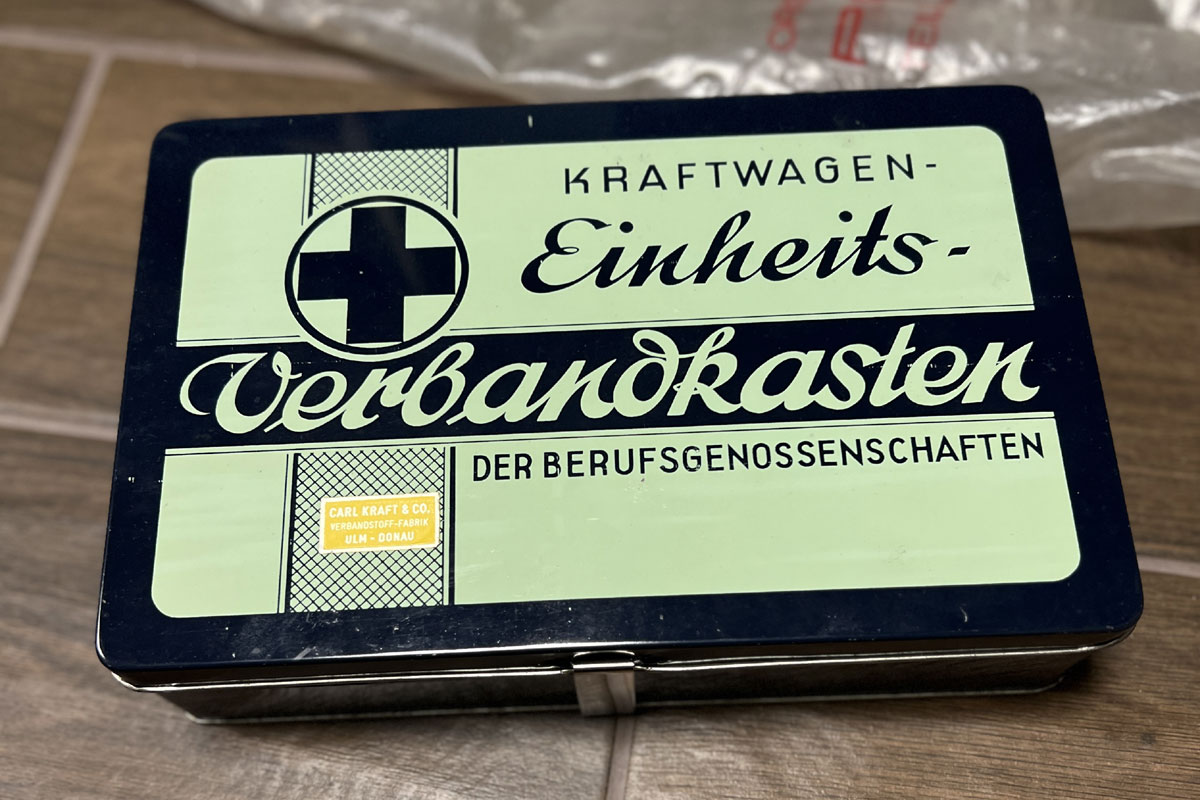 KRAFTWAGEN-
Einheits-
Verbandkasten
DER BERUFSGENOSSENSCHAFTEN
CARL KRAFT & CO.
VERBANDSTOFF-FABRIK
ULM - DONAU